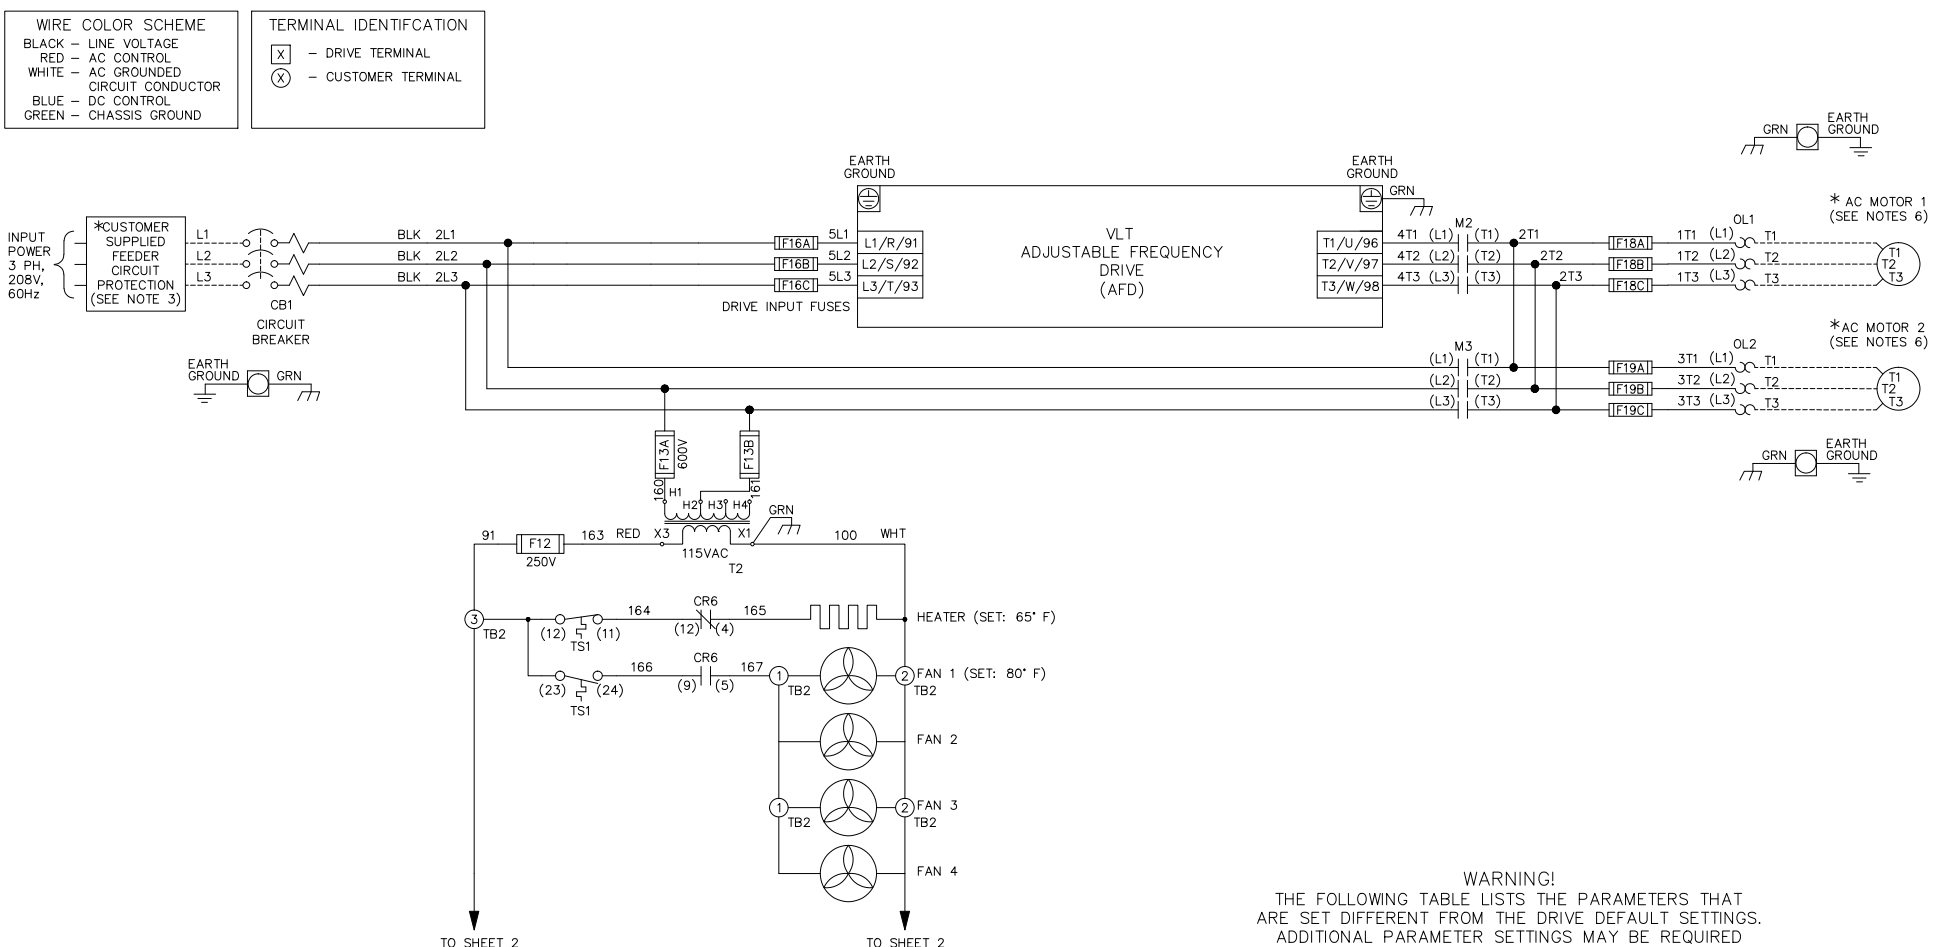 WIRE COLOR SCHEME
BLACK – LINE VOLTAGE
RED – AC CONTROL
WHITE – AC GROUNDED
CIRCUIT CONDUCTOR
BLUE – DC CONTROL
GREEN – CHASSIS GROUND
TERMINAL IDENTIFCATION
X – DRIVE TERMINAL
X – CUSTOMER TERMINAL
GRN
EARTH
GROUND
INPUT
POWER
3 PH,
208V,
60Hz
*CUSTOMER
SUPPLIED
FEEDER
CIRCUIT
PROTECTION
(SEE NOTE 3)
L1
L2
L3
CB1
CIRCUIT
BREAKER
EARTH
GROUND
GRN
BLK 2L1
BLK 2L2
BLK 2L3
F16A
F16B
F16C
5L1
5L2
5L3
DRIVE INPUT FUSES
EARTH
GROUND
L1/R/91
L2/S/92
L3/T/93
VLT
ADJUSTABLE FREQUENCY
DRIVE
(AFD)
EARTH
GROUND
GRN
T1/U/96
T2/V/97
T3/W/98
M2
4T1 (L1) (T1) 2T1
4T2 (L2) (T2) 2T2
4T3 (L3) (T3) 2T3
F18A
F18B
F18C
OL1
1T1 (L1) T1
1T2 (L2) T2
1T3 (L3) T3
* AC MOTOR 1
(SEE NOTES 6)
T1
T2
T3
M3
(L1) (T1)
(L2) (T2)
(L3) (T3)
F19A
F19B
F19C
OL2
3T1 (L1) T1
3T2 (L2) T2
3T3 (L3) T3
* AC MOTOR 2
(SEE NOTES 6)
T1
T2
T3
GRN
EARTH
GROUND
F13A
600V
F13B
160
161
H1
H2 H3 H4
GRN
91
F12
250V
163 RED X3
X1
100 WHT
115VAC
T2
3
TB2
(12) (11)
TS1
164
CR6
(12) (4)
165
HEATER (SET: 65° F)
(23) (24)
TS1
166
CR6
(9) (5)
167
1
TB2
2
TB2
FAN 1 (SET: 80° F)
FAN 2
1
TB2
2
TB2
FAN 3
FAN 4
TO SHEET 2
TO SHEET 2
WARNING!
THE FOLLOWING TABLE LISTS THE PARAMETERS THAT
ARE SET DIFFERENT FROM THE DRIVE DEFAULT SETTINGS.
ADDITIONAL PARAMETER SETTINGS MAY BE REQUIRED